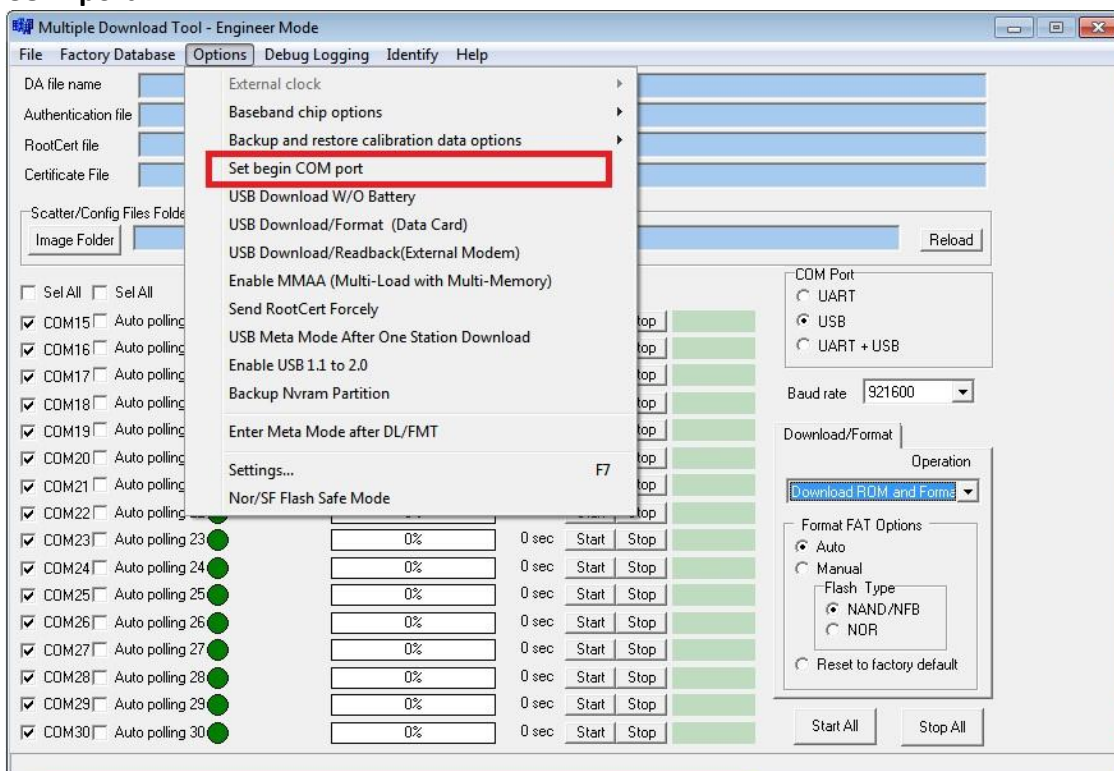 Multiple Download Tool - Engineer Mode
File Factory Database Options Debug Logging Identify Help
DA file name
Authentication file
RootCert file
Certificate File
Scatter/Config Files Folde
Image Folder
Reload
External clock
Baseband chip options
Backup and restore calibration data options
Set begin COM port
USB Download W/O Battery
USB Download/Format (Data Card)
USB Download/Readback(External Modem)
Enable MMAA (Multi-Load with Multi-Memory)
Send RootCert Forcely
USB Meta Mode After One Station Download
Enable USB 1.1 to 2.0
Backup Nvram Partition
Enter Meta Mode after DL/FMT
Settings... F7
Nor/SF Flash Safe Mode
Sel All Sel All
COM15 Auto polling top
COM16 Auto polling top
COM17 Auto polling top
COM18 Auto polling top
COM19 Auto polling top
COM20 Auto polling top
COM21 Auto polling top
COM22 Auto polling top
COM23 Auto polling 23 0% 0 sec Start Stop
COM24 Auto polling 24 0% 0 sec Start Stop
COM25 Auto polling 25 0% 0 sec Start Stop
COM26 Auto polling 26 0% 0 sec Start Stop
COM27 Auto polling 27 0% 0 sec Start Stop
COM28 Auto polling 28 0% 0 sec Start Stop
COM29 Auto polling 29 0% 0 sec Start Stop
COM30 Auto polling 30 0% 0 sec Start Stop
COM Port
UART
USB
UART + USB
Baud rate 921600
Download/Format
Operation
Download ROM and Forma
Format FAT Options
Auto
Manual
Flash Type
NAND/NFB
NOR
Reset to factory default
Start All Stop All